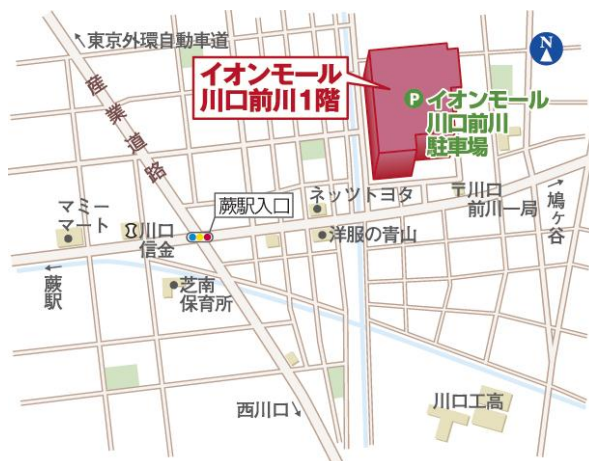 東京外環自動車道
N
産業道路
イオンモール
川口前川1階
P イオンモール
川口前川
駐車場
蕨駅入口
ネッツトヨタ
〒川口
前川一局
鳩ヶ谷
マミー
マート
川口
信金
洋服の青山
蕨駅
芝南
保育所
西川口
川口工高